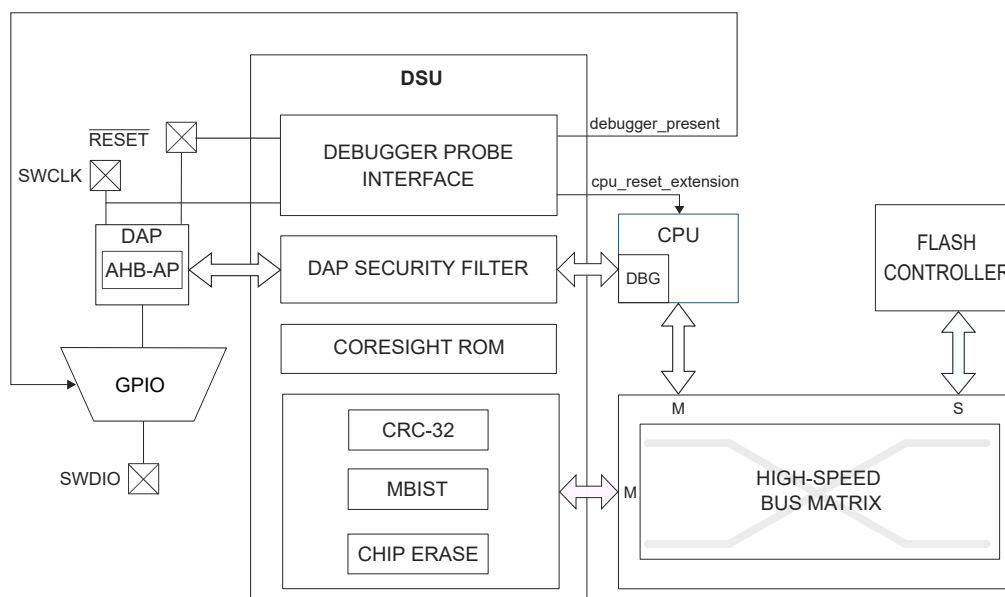 DSU
debugger_present
RESET
DEBUGGER PROBE
INTERFACE
SWCLK
cpu_reset_extension
DAP
AHB-AP
DAP SECURITY FILTER
CPU
DBG
FLASH
CONTROLLER
CORESIGHT ROM
GPIO
M
S
CRC-32
SWDIO
MBIST
M
HIGH-SPEED
BUS MATRIX
CHIP ERASE